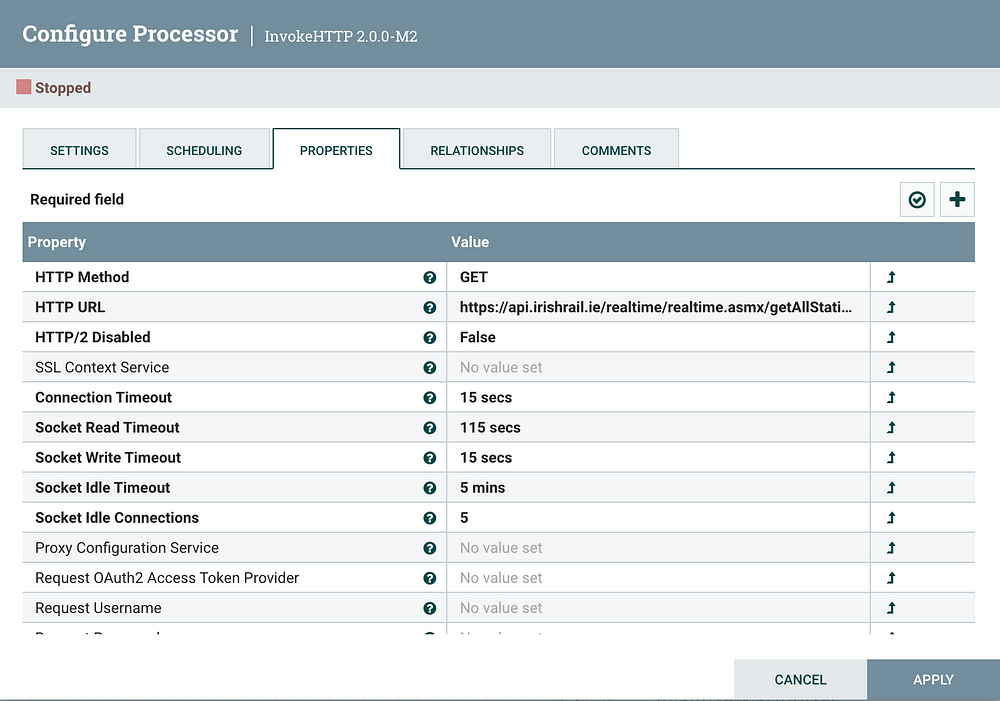 Configure Processor | InvokeHTTP 2.0.0-M2
Stopped
SETTINGS SCHEDULING PROPERTIES RELATIONSHIPS COMMENTS
Required field
Property Value
HTTP Method GET
HTTP URL https://api.irishrail.ie/realtime/realtime.asmx/getAllStati...
HTTP/2 Disabled False
SSL Context Service No value set
Connection Timeout 15 secs
Socket Read Timeout 115 secs
Socket Write Timeout 15 secs
Socket Idle Timeout 5 mins
Socket Idle Connections 5
Proxy Configuration Service No value set
Request OAuth2 Access Token Provider No value set
Request Username No value set
No value set
CANCEL APPLY